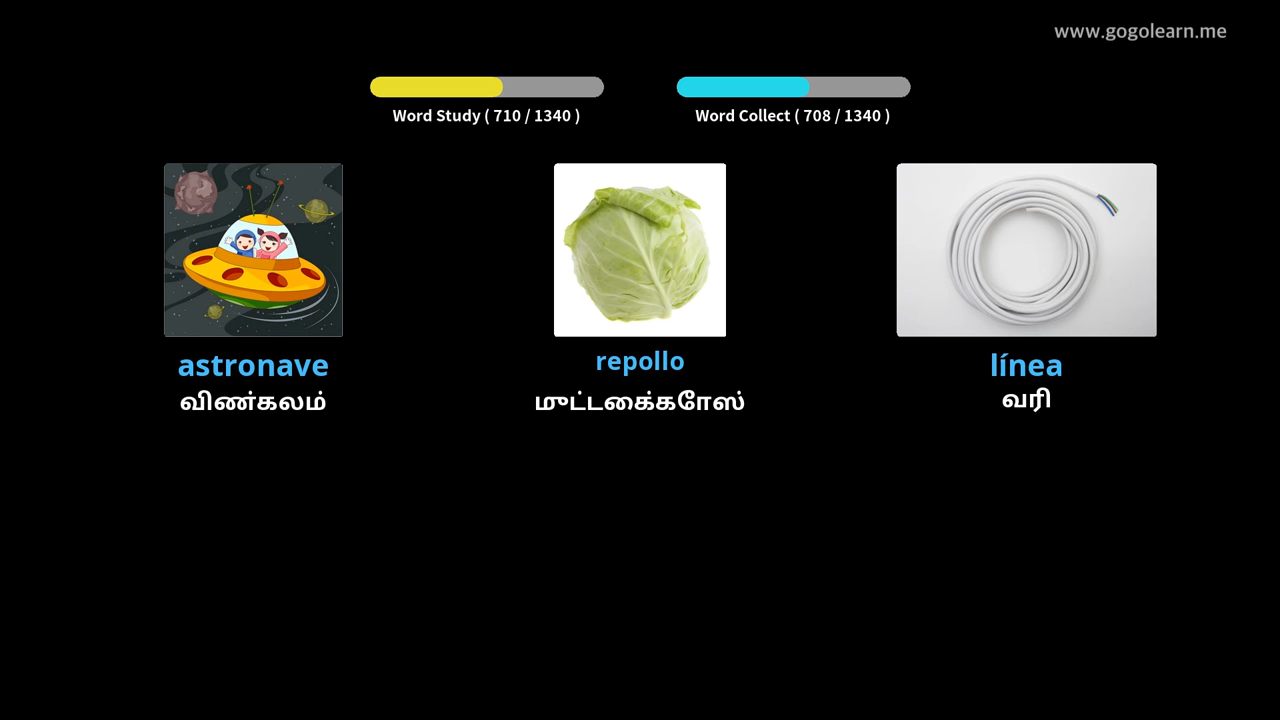 www.gogolearn.me
Word Study ( 710 / 1340 )
Word Collect ( 708 / 1340 )
astronave
repollo
línea
விண்கலம்
முட்டைக்கோஸ்
வரி